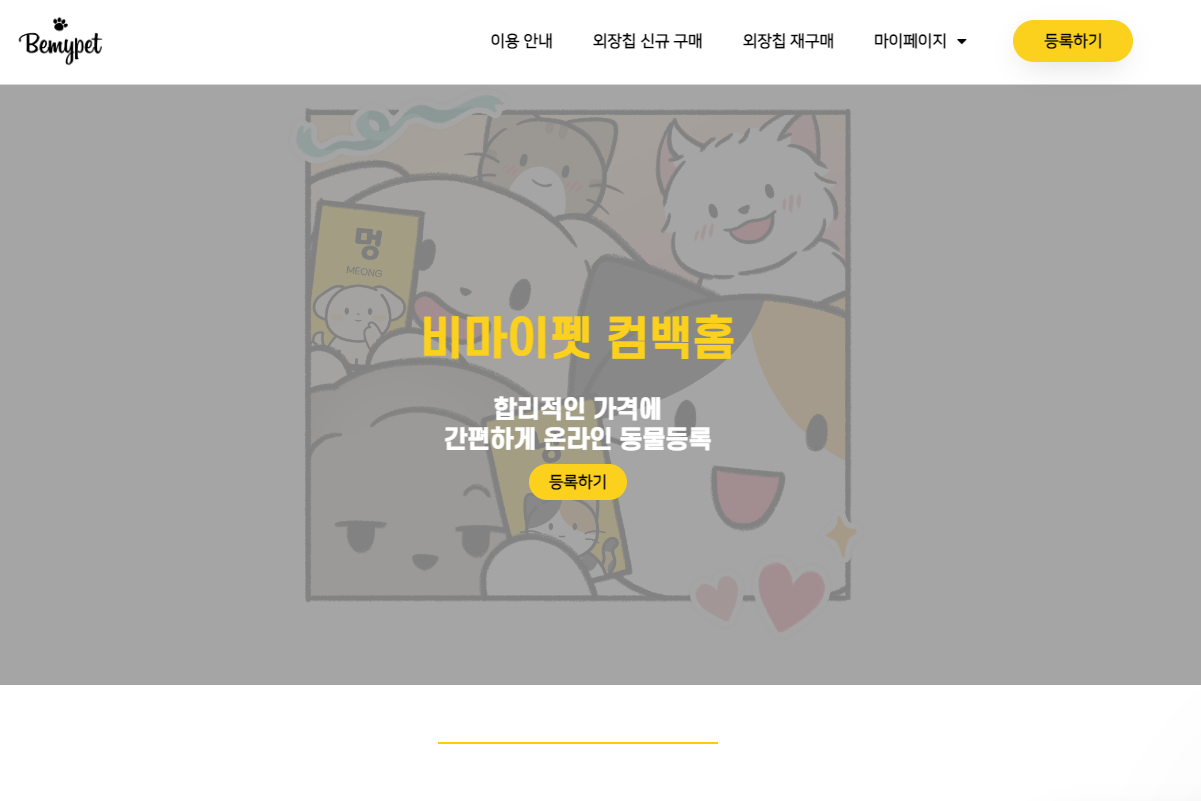 Bemypet
이용 안내
외장칩 신규 구매
외장칩 재구매
마이페이지
등록하기
멍
MEONG
비마이펫 컴백홈
합리적인 가격에
간편하게 온라인 동물등록
등록하기